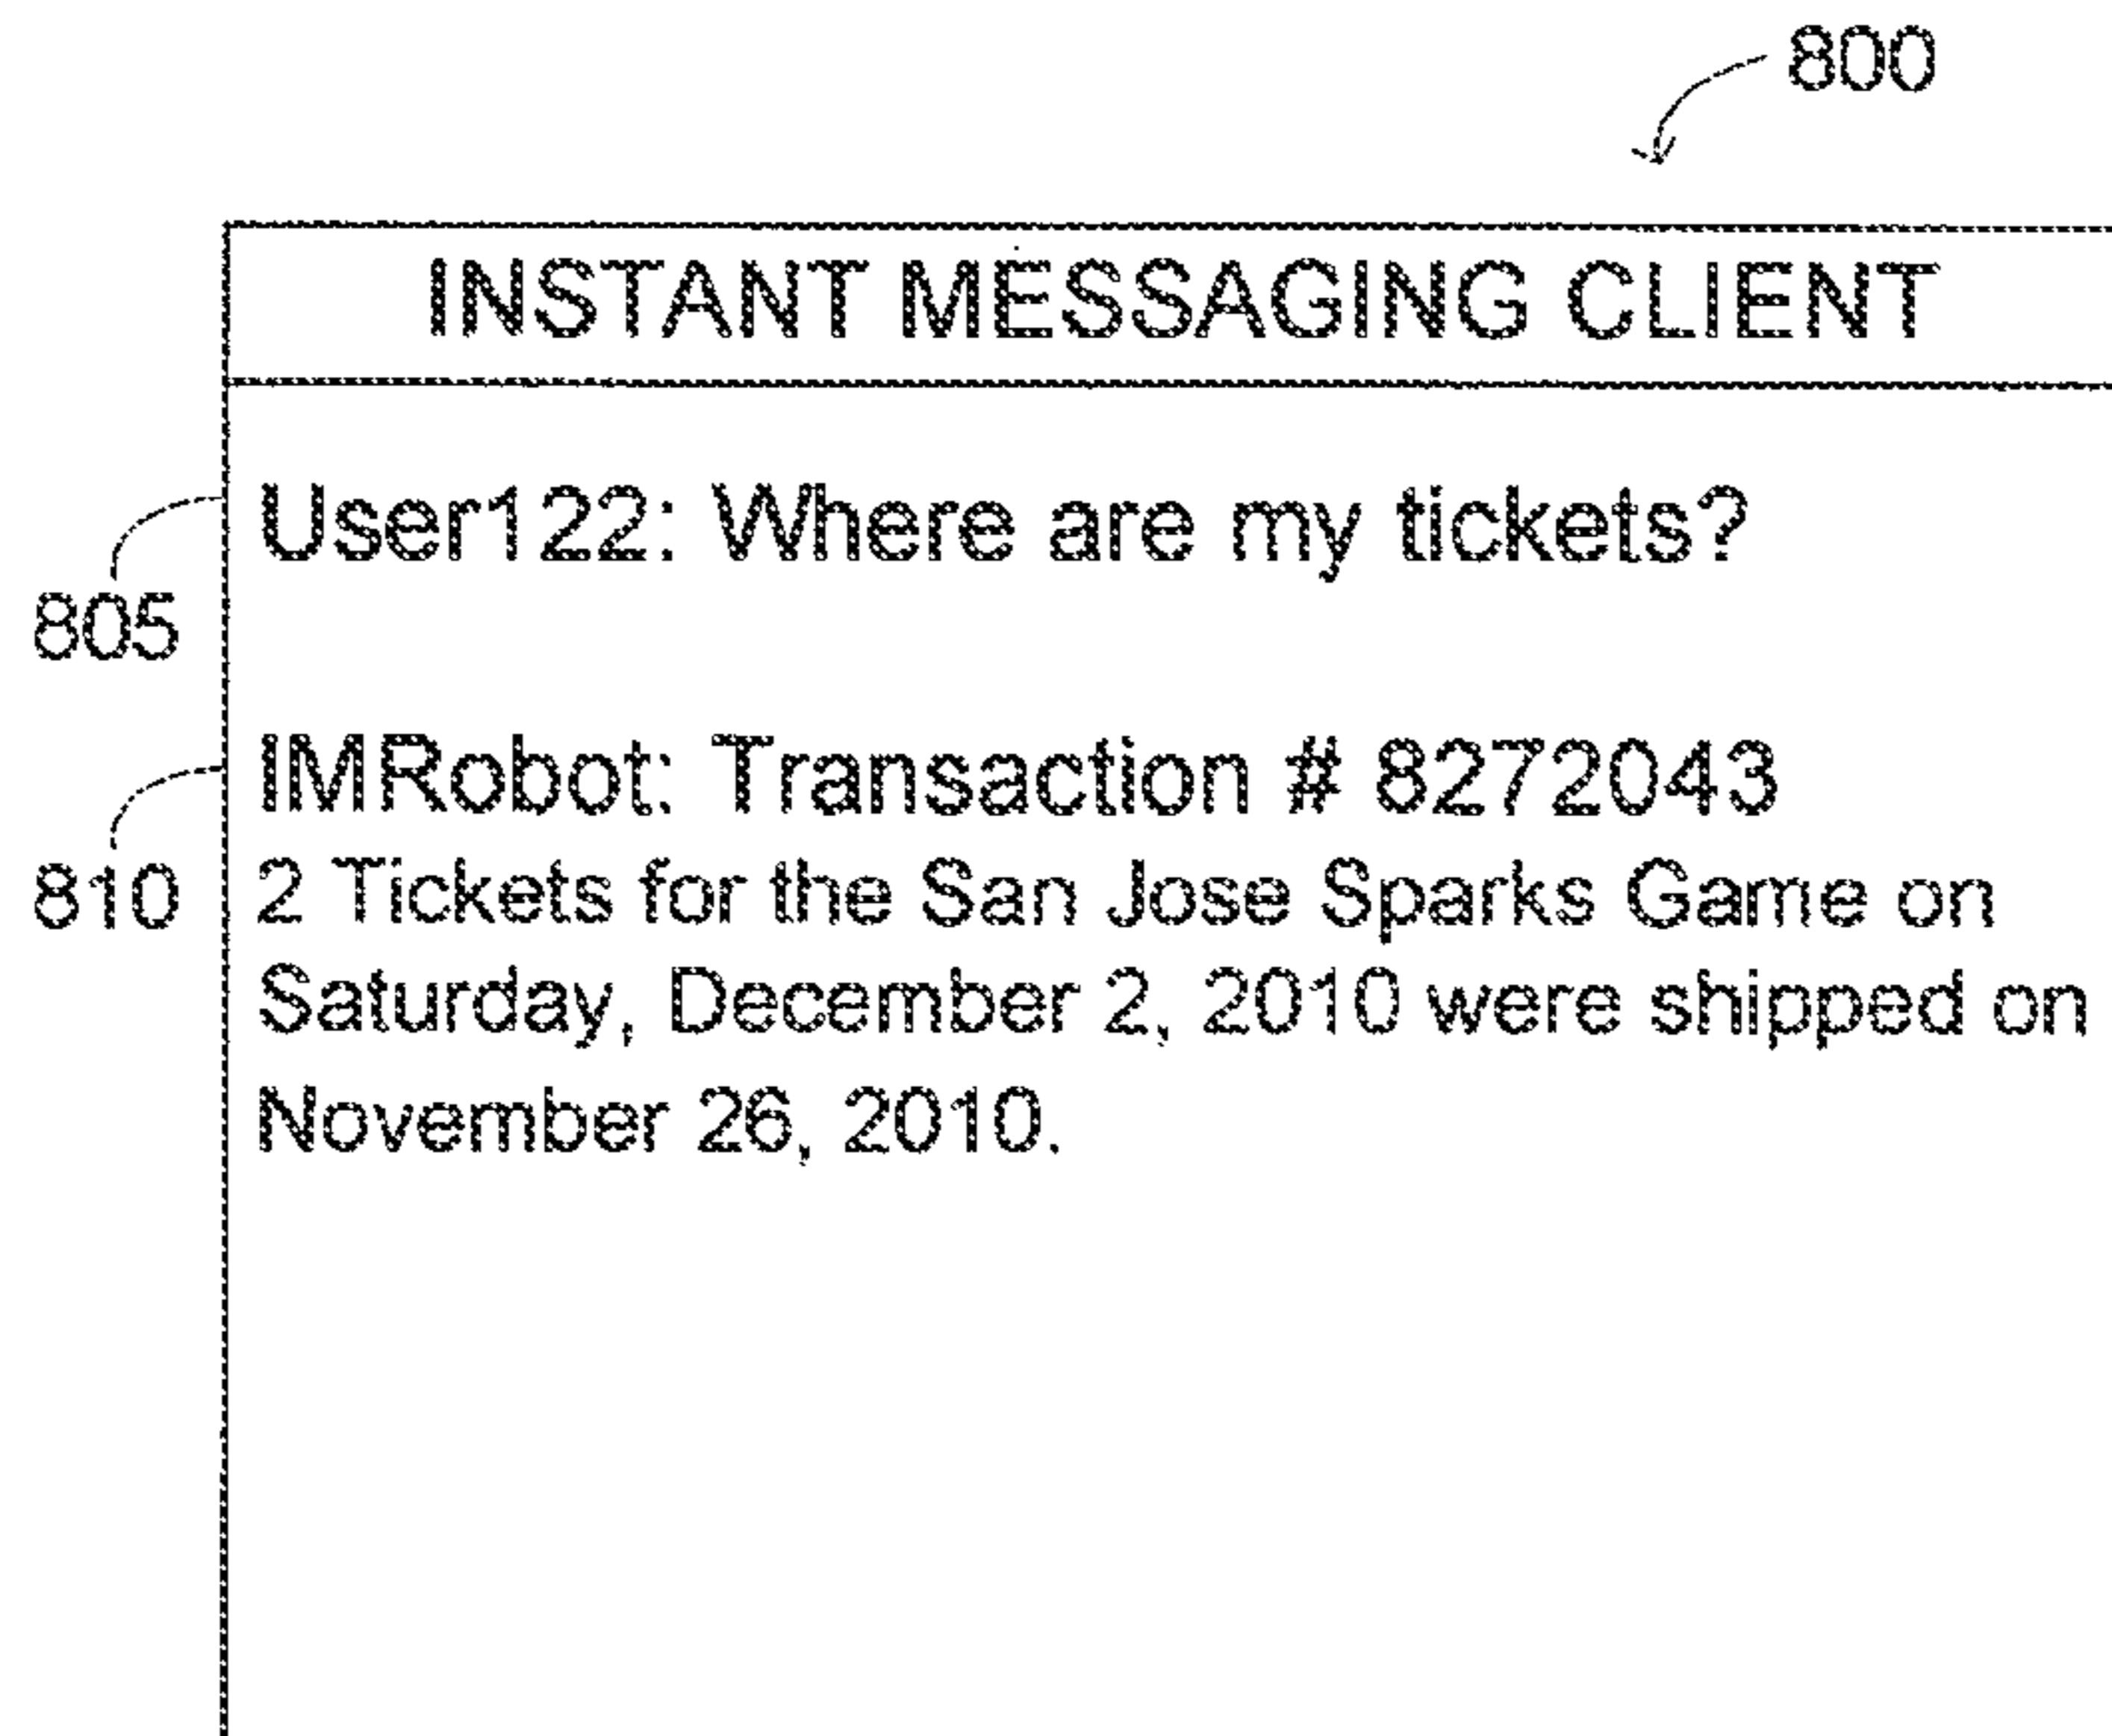 800
INSTANT MESSAGING CLIENT
User122: Where are my tickets?
805
IMRobot: Transaction # 8272043
810
2 Tickets for the San Jose Sparks Game on
Saturday, December 2, 2010 were shipped on
November 26, 2010.